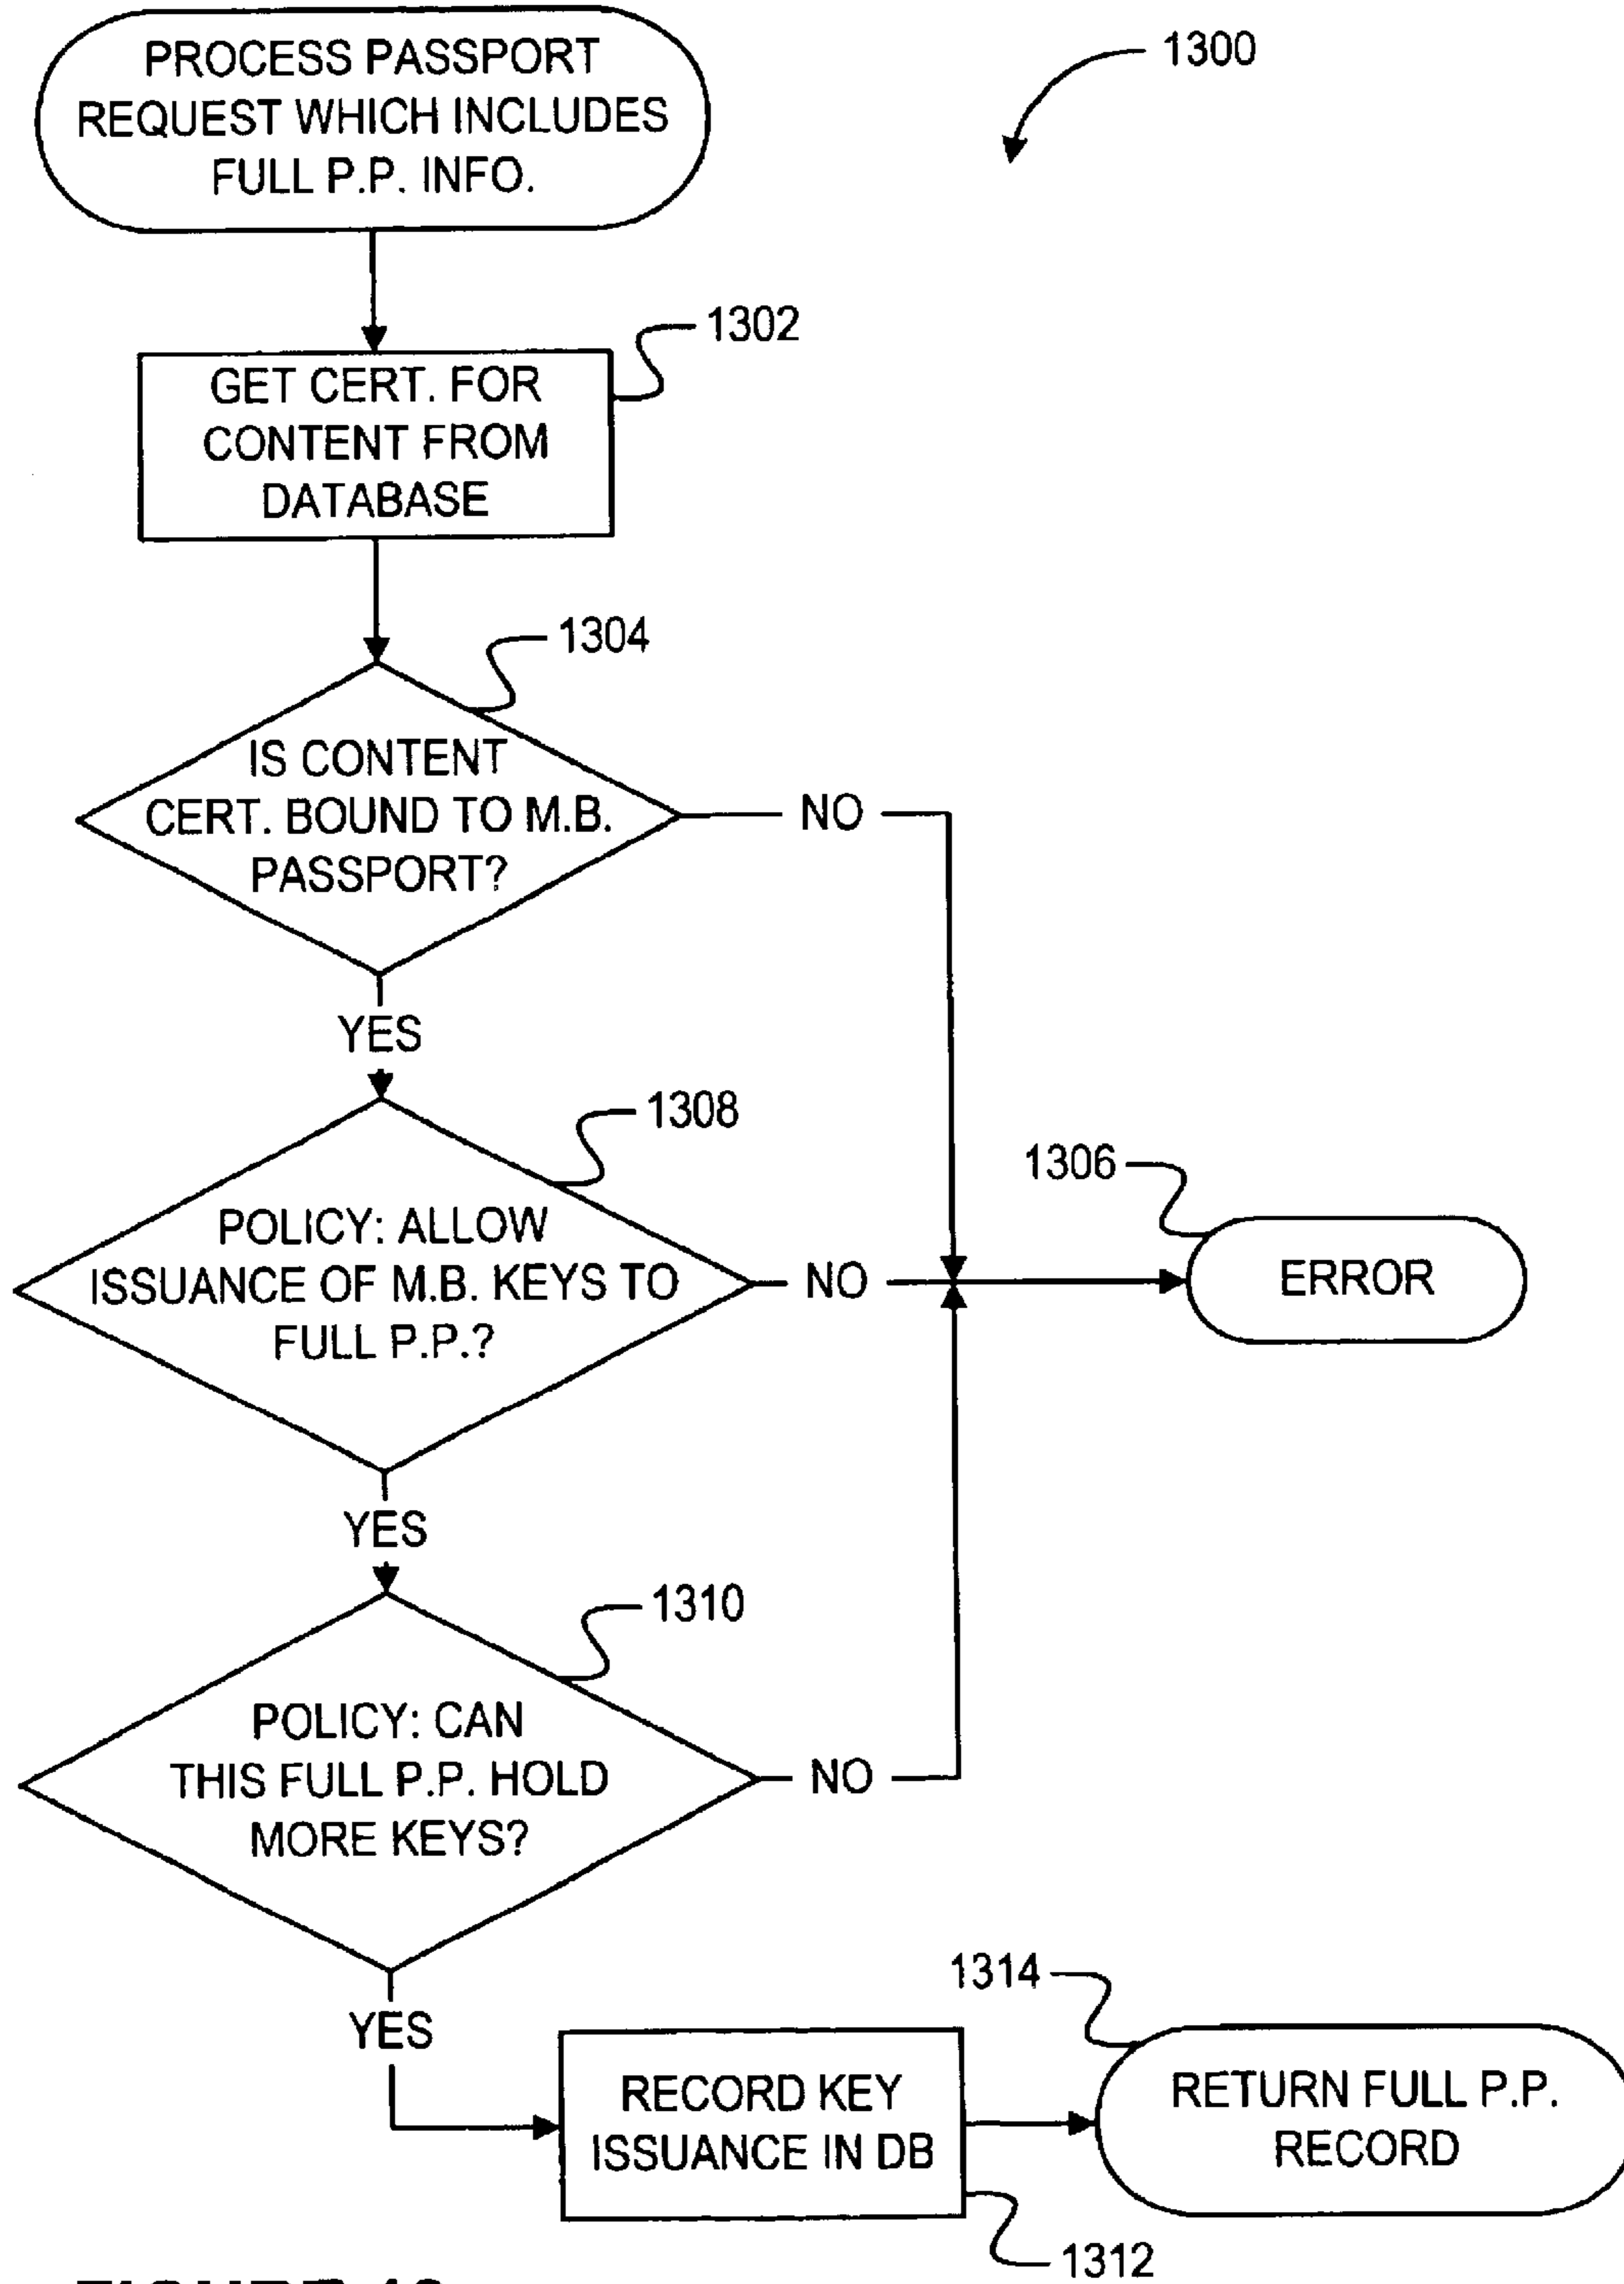 PROCESS PASSPORT
REQUEST WHICH INCLUDES
FULL P.P. INFO.
1300
1302
GET CERT. FOR
CONTENT FROM
DATABASE
1304
IS CONTENT
CERT. BOUND TO M.B.
PASSPORT?
NO
YES
1308
1306
POLICY: ALLOW
ISSUANCE OF M.B. KEYS TO
FULL P.P.?
NO
ERROR
YES
1310
POLICY: CAN
THIS FULL P.P. HOLD
MORE KEYS?
NO
YES
1314
RECORD KEY
ISSUANCE IN DB
RETURN FULL P.P.
RECORD
1312